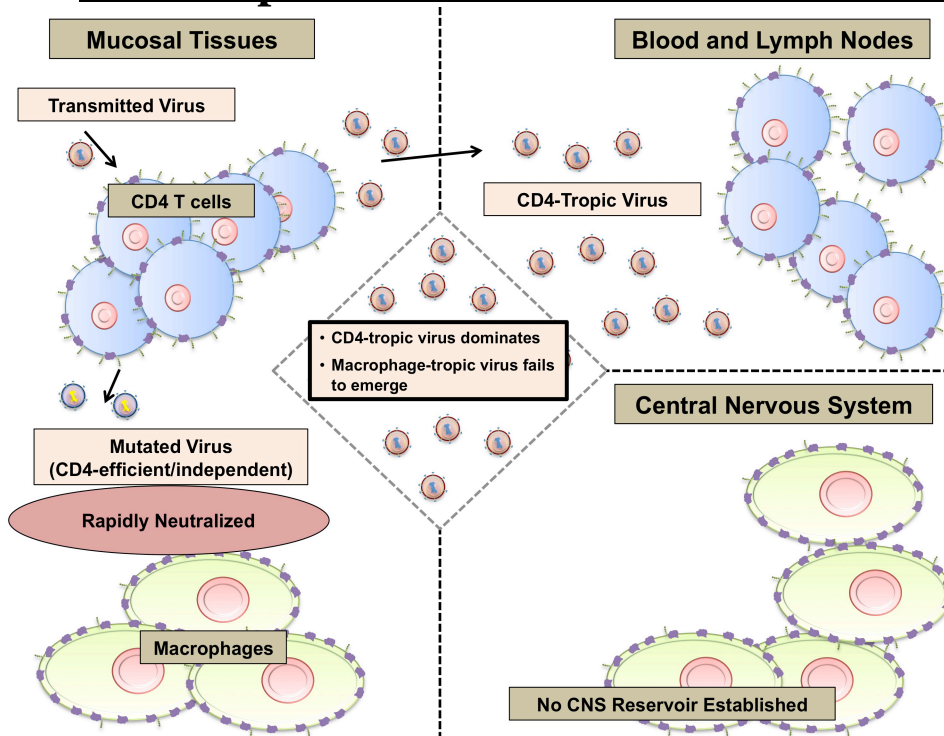 Mucosal Tissues
Blood and Lymph Nodes
Transmitted Virus
CD4 T cells
CD4-Tropic Virus
• CD4-tropic virus dominates
• Macrophage-tropic virus fails
to emerge
Central Nervous System
Mutated Virus
(CD4-efficient/independent)
Rapidly Neutralized
Macrophages
No CNS Reservoir Established